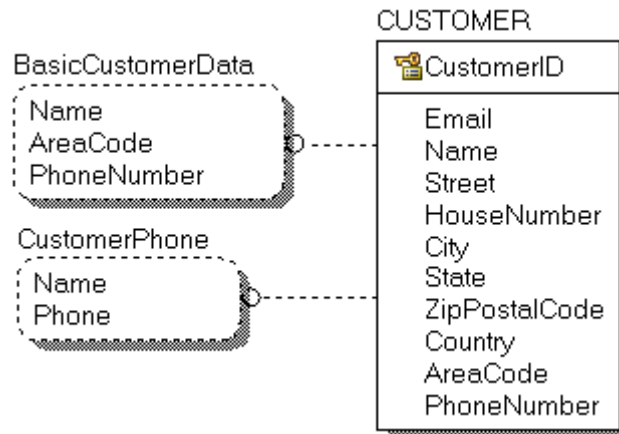 BasicCustomerData
Name
AreaCode
PhoneNumber
CustomerPhone
Name
Phone
CUSTOMER
CustomerID
Email
Name
Street
HouseNumber
City
State
ZipPostalCode
Country
AreaCode
PhoneNumber